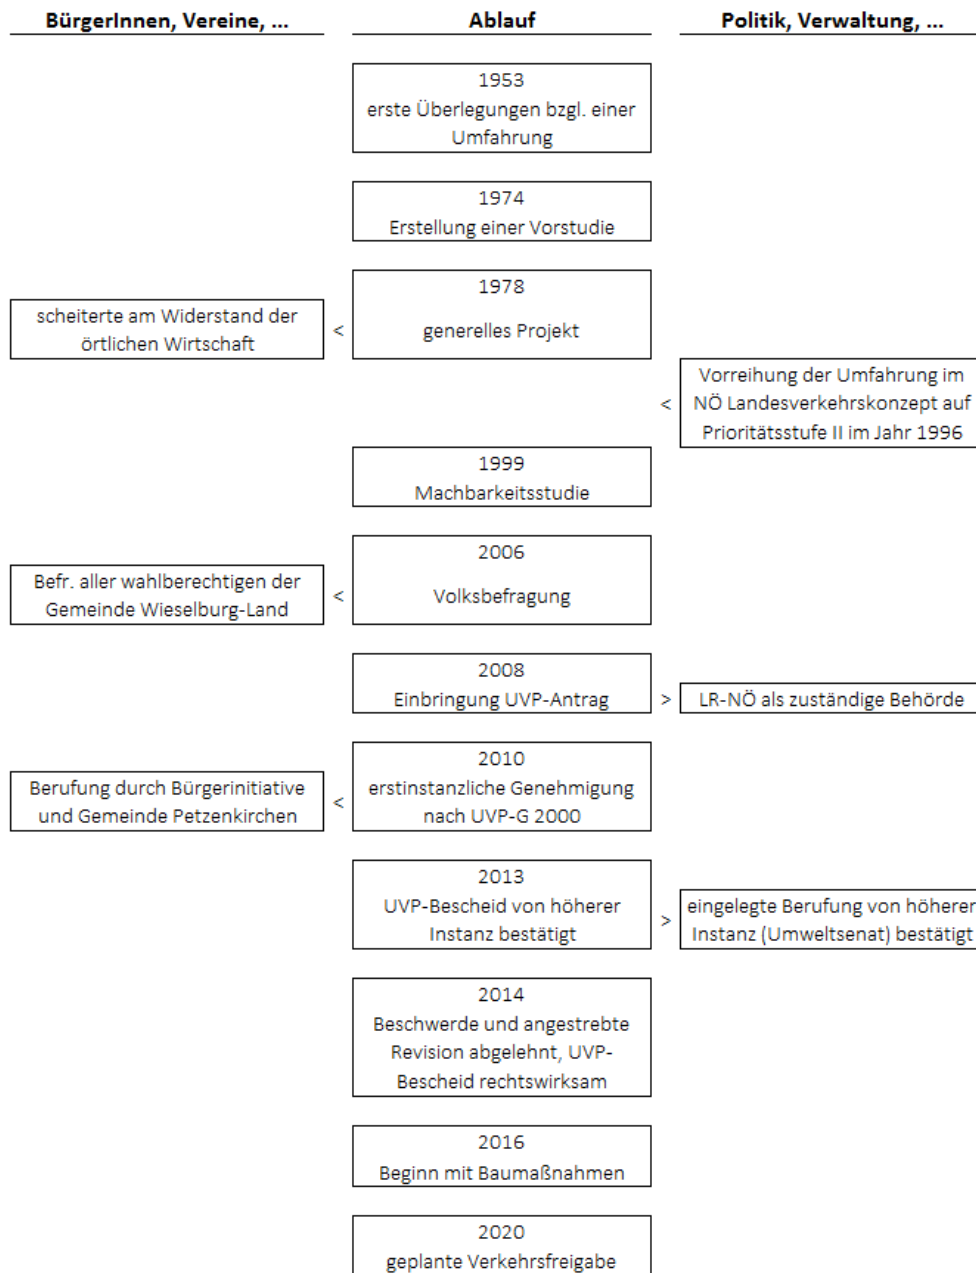 BürgerInnen, Vereine, ...
Ablauf
Politik, Verwaltung, ...
1953
erste Überlegungen bzgl. einer
Umfahrung
1974
Erstellung einer Vorstudie
1978
generelles Projekt
<
scheiterte am Widerstand der
örtlichen Wirtschaft
<
Vorreihung der Umfahrung im
NÖ Landesverkehrskonzept auf
Prioritätsstufe II im Jahr 1996
1999
Machbarkeitsstudie
2006
Volksbefragung
<
Befr. aller wahlberechtigen der
Gemeinde Wieselburg-Land
2008
Einbringung UVP-Antrag
>
LR-NÖ als zuständige Behörde
2010
erstinstanzliche Genehmigung
nach UVP-G 2000
<
Berufung durch Bürgerinitiative
und Gemeinde Petzenkirchen
2013
UVP-Bescheid von höherer
Instanz bestätigt
>
eingelegte Berufung von höherer
Instanz (Umweltsenat) bestätigt
2014
Beschwerde und angestrebte
Revision abgelehnt, UVP-
Bescheid rechtswirksam
2016
Beginn mit Baumaßnahmen
2020
geplante Verkehrsfreigabe